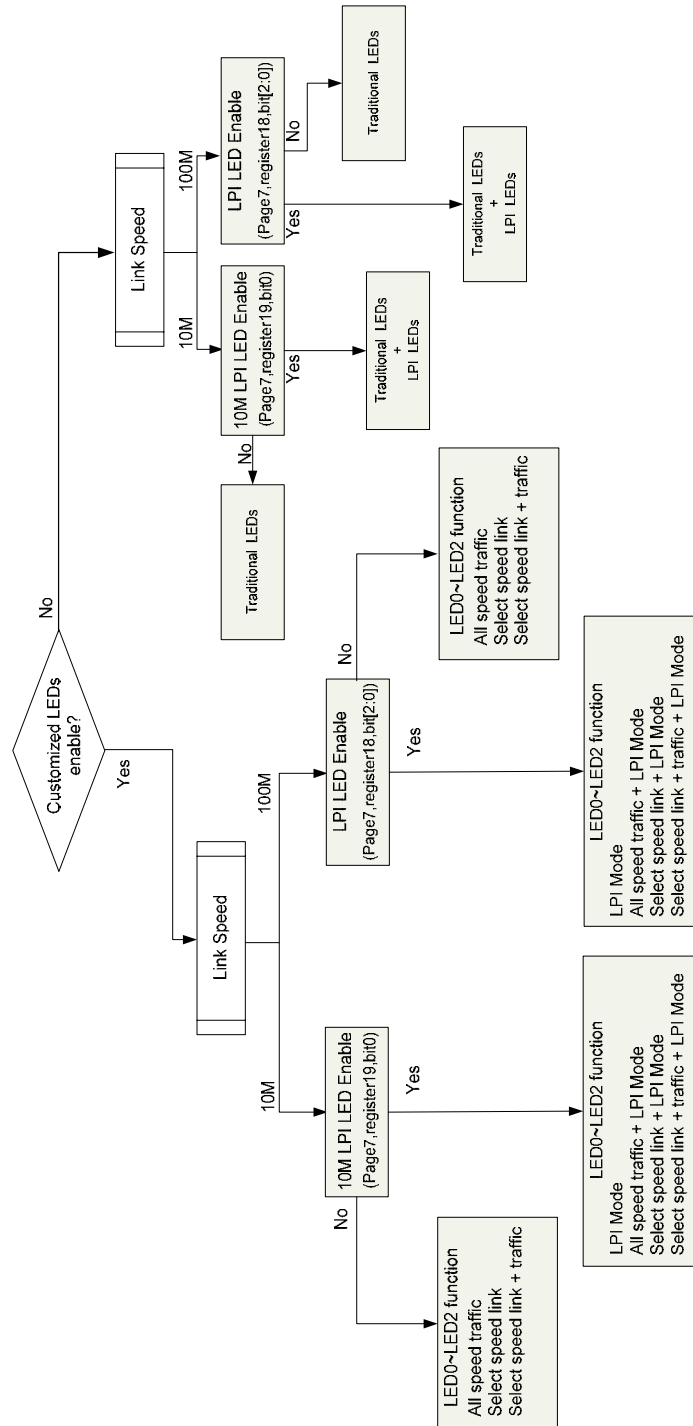 Customized LEDs
enable?
Yes
No
Link Speed
10M
100M
10M LPI LED Enable
(Page7,register19,bit0)
No
Yes
LED0~LED2 function
All speed traffic
Select speed link
Select speed link + traffic
LED0~LED2 function
LPI Mode
All speed traffic + LPI Mode
Select speed link + LPI Mode
Select speed link + traffic + LPI Mode
LPI LED Enable
(Page7,register18,bit[2:0])
Yes
No
LED0~LED2 function
LPI Mode
All speed traffic + LPI Mode
Select speed link + LPI Mode
Select speed link + traffic + LPI Mode
LED0~LED2 function
All speed traffic
Select speed link
Select speed link + traffic
Link Speed
10M
100M
10M LPI LED Enable
(Page7,register19,bit0)
No
Yes
Traditional LEDs
Traditional LEDs
+
LPI LEDs
LPI LED Enable
(Page7,register18,bit[2:0])
Yes
No
Traditional LEDs
+
LPI LEDs
Traditional LEDs